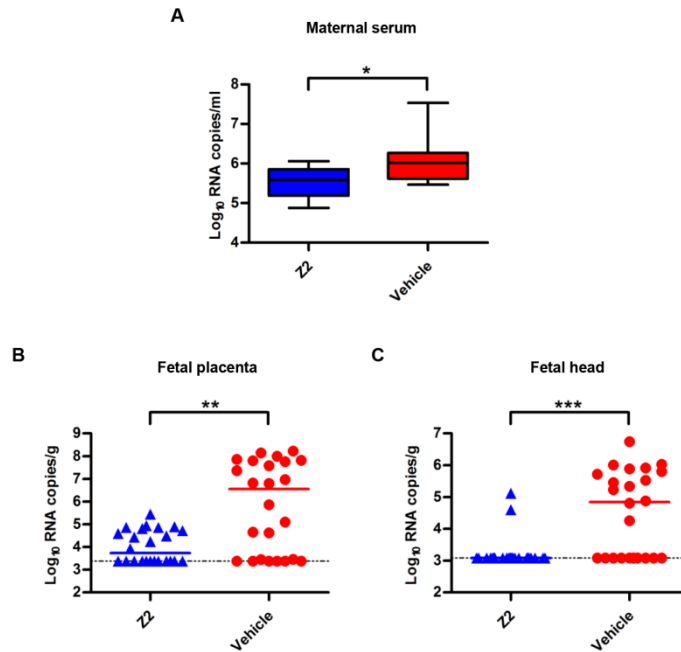 A
Maternal serum
*
Log₁₀ RNA copies/ml
8
7
6
5
4
Z2
Vehicle
B
Fetal placenta
**
Log₁₀ RNA copies/g
9
8
7
6
5
4
3
2
Z2
Vehicle
C
Fetal head
***
Log₁₀ RNA copies/g
7
6
5
4
3
2
Z2
Vehicle